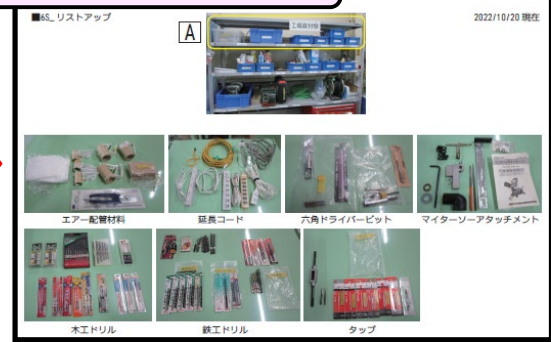 ■6S_リストアップ
2022/10/20 現在
A
エアー配管材料
延長コード
六角ドライバービット
マイターソーアタッチメント
木工ドリル
鉄工ドリル
タップ